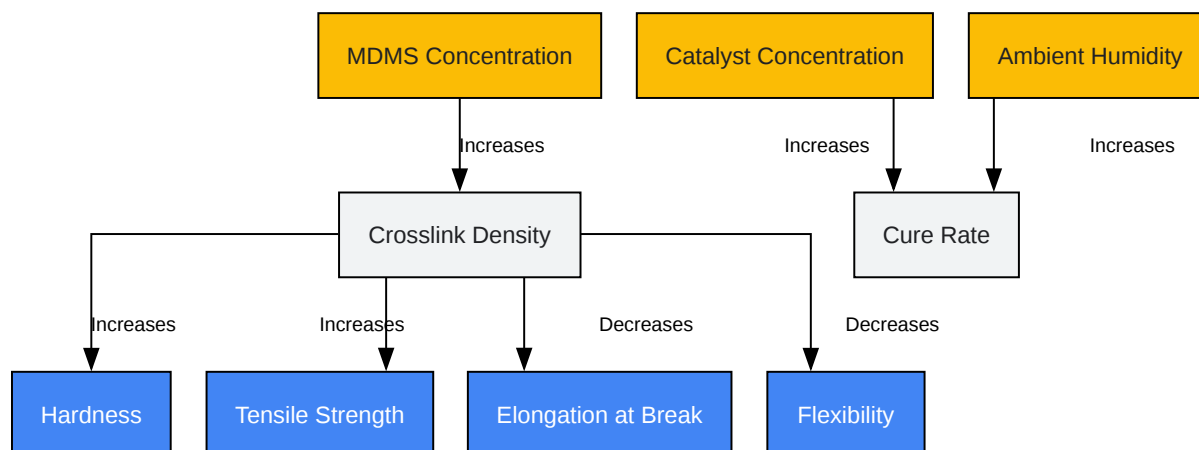 MDMS Concentration
Catalyst Concentration
Ambient Humidity
Increases
Increases
Increases
Crosslink Density
Cure Rate
Increases
Increases
Decreases
Decreases
Hardness
Tensile Strength
Elongation at Break
Flexibility